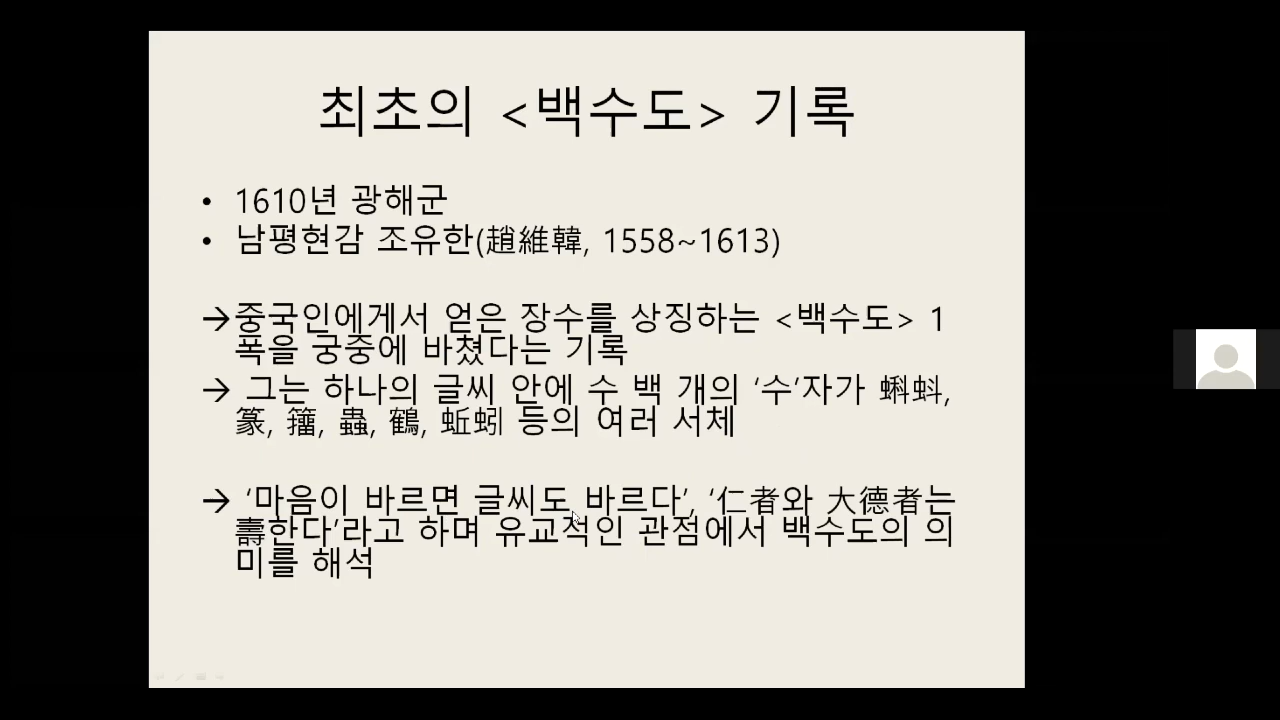 최초의 <백수도> 기록
• 1610년 광해군
• 남평현감 조유한(趙維韓, 1558~1613)
→중국인에게서 얻은 장수를 상징하는 <백수도> 1
폭을 궁중에 바쳤다는 기록
→ 그는 하나의 글씨 안에 수 백 개의 ‘수’자가 蝌蚪,
篆, 籒, 蟲, 鶴, 蚯蚓 등의 여러 서체
→ ‘마음이 바르면 글씨도 바르다’, ‘仁者와 大德者는
壽한다’라고 하며 유교적인 관점에서 백수도의 의
미를 해석